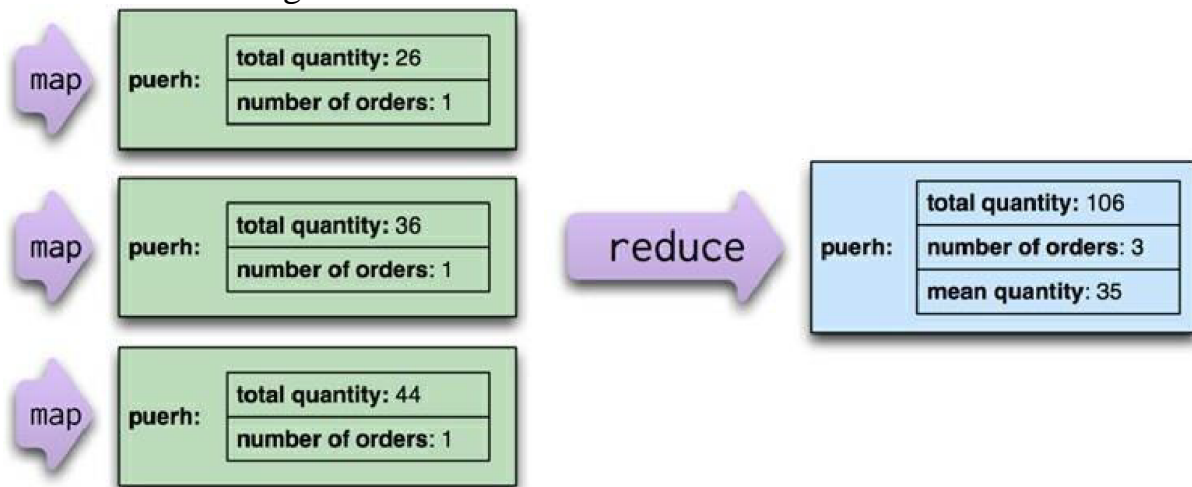 map
puerh:
total quantity: 26
number of orders: 1
map
puerh:
total quantity: 36
number of orders: 1
map
puerh:
total quantity: 44
number of orders: 1
reduce
puerh:
total quantity: 106
number of orders: 3
mean quantity: 35